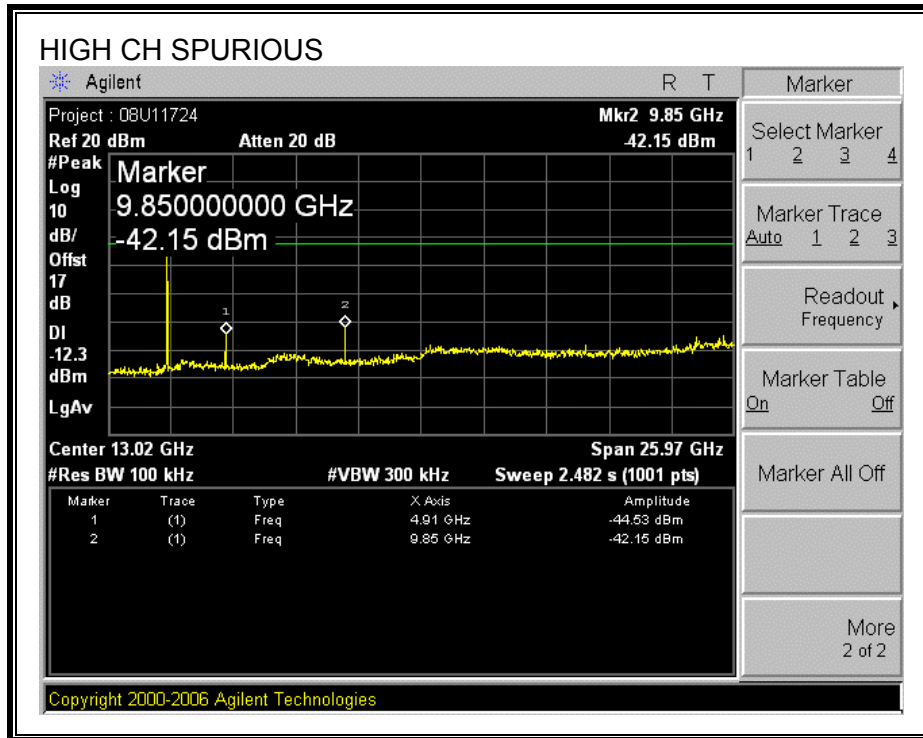 HIGH CH SPURIOUS
Agilent R T
Project : 08U11724 Mkr2 9.85 GHz
Ref 20 dBm Atten 20 dB -42.15 dBm
#Peak
Log
10
dB/
Offst
17
dB
DI
-12.3
dBm
LgAv
Marker
9.850000000 GHz
-42.15 dBm
1
2
Center 13.02 GHz Span 25.97 GHz
#Res BW 100 kHz #VBW 300 kHz Sweep 2.482 s (1001 pts)
Marker Trace Type X Axis Amplitude
1 (1) Freq 4.91 GHz -44.53 dBm
2 (1) Freq 9.85 GHz -42.15 dBm
Copyright 2000-2006 Agilent Technologies
Marker
Select Marker
1 2 3 4
Marker Trace
Auto 1 2 3
Readout
Frequency
Marker Table
On Off
Marker All Off
More
2 of 2